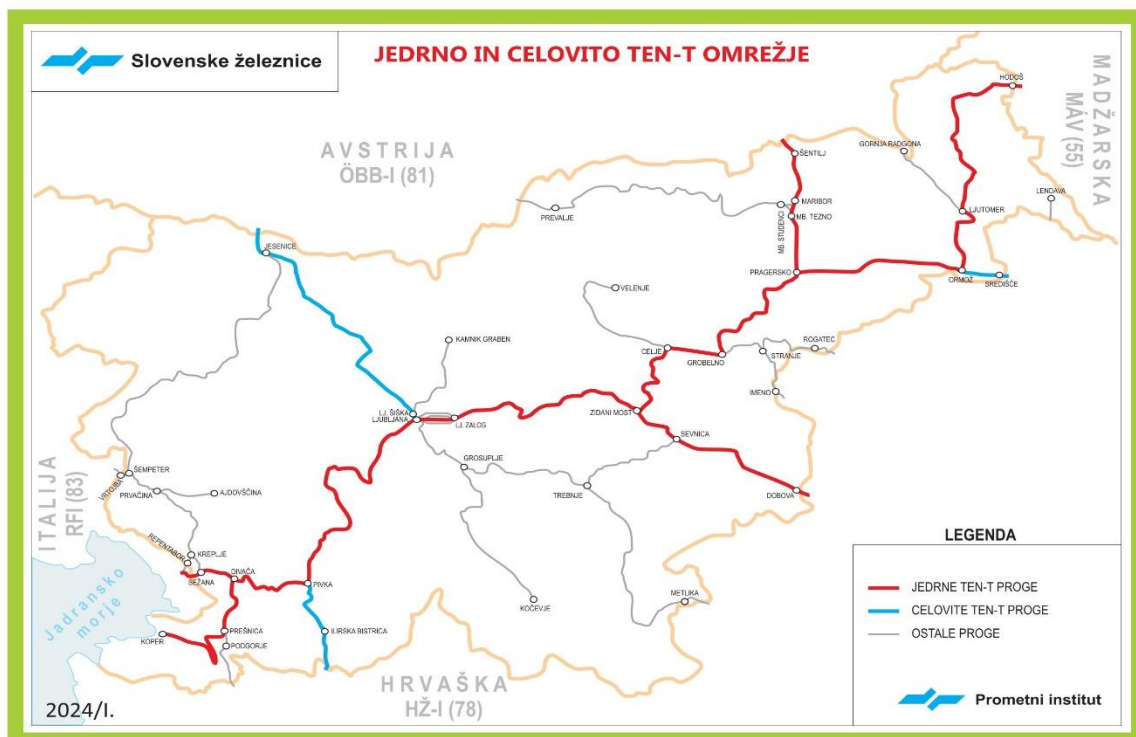 Slovenske železnice
JEDRNO IN CELOVITO TEN-T OMREŽJE
AVSTRIJA
ÖBB-I (81)
MADŽARSKA
MÁV (55)
ITALIJA
RFI (83)
HRVAŠKA
HŽ-I (78)
Jadransko
morje
HODOŠ
GORNJA RADGONA
ŠENTILJ
LENDAVA
MARIBOR
MB. TEZNO
MB. STUDENCI
PREVALJE
LJUTOMER
JESENICE
PRAGERSKO
ORMOŽ
SREDIŠČE
VELENJE
KAMNIK GRABEN
CELJE
GROBELNO
STRANJE
ROGATEC
IMENO
LJ. ŠIŠKA
LJUBLJANA
LJ. ZALOG
ZIDANI MOST
SEVNICA
GROSUPLJE
TREBNJE
DOBOVA
ŠEMPETER
VRTOJBA
PRVAČINA
AJDOVŠČINA
REPENTABOR
KREPLJE
SEŽANA
DIVAČA
PIVKA
KOČEVJE
METLIKA
KOPER
PREŠNICA
PODGORJE
ILIRSKA BISTRICA
LEGENDA
JEDRNE TEN-T PROGE
CELOVITE TEN-T PROGE
OSTALE PROGE
Prometni institut
2024/I.